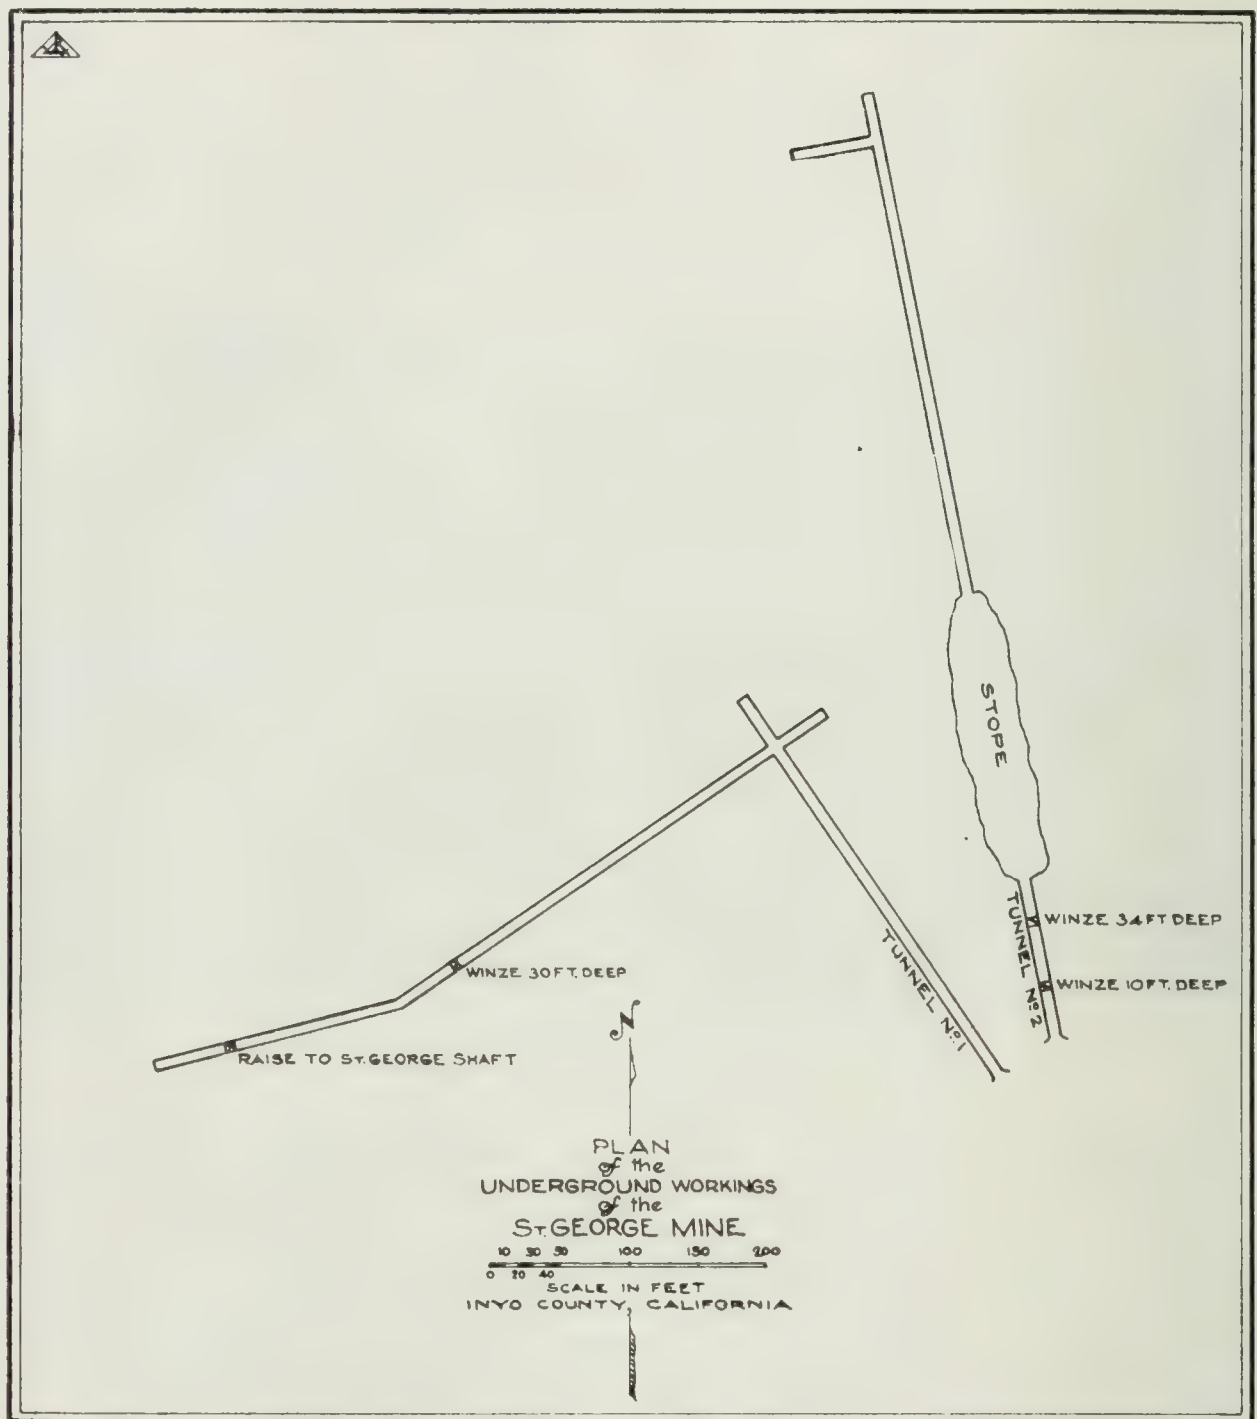 STOPE
WINZE 34 FT DEEP
TUNNEL No 2
WINZE 10 FT. DEEP
TUNNEL No 1
WINZE 30 FT. DEEP
RAISE TO ST. GEORGE SHAFT
N
PLAN
of the
UNDERGROUND WORKINGS
of the
ST. GEORGE MINE
10 30 50 100 150 200
0 20 40
SCALE IN FEET
INYO COUNTY, CALIFORNIA